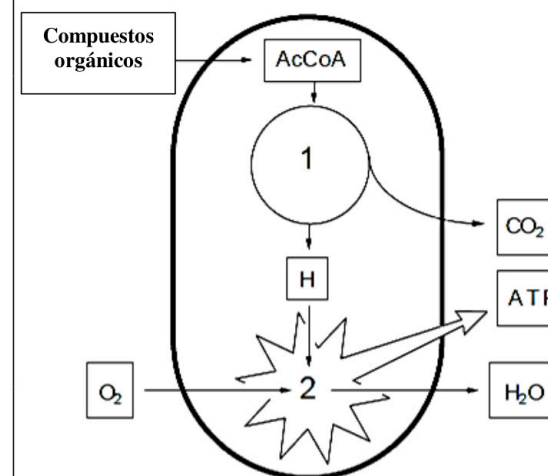 Compuestos
orgánicos
AcCoA
1
CO₂
H
ATP
O₂
2
H₂O